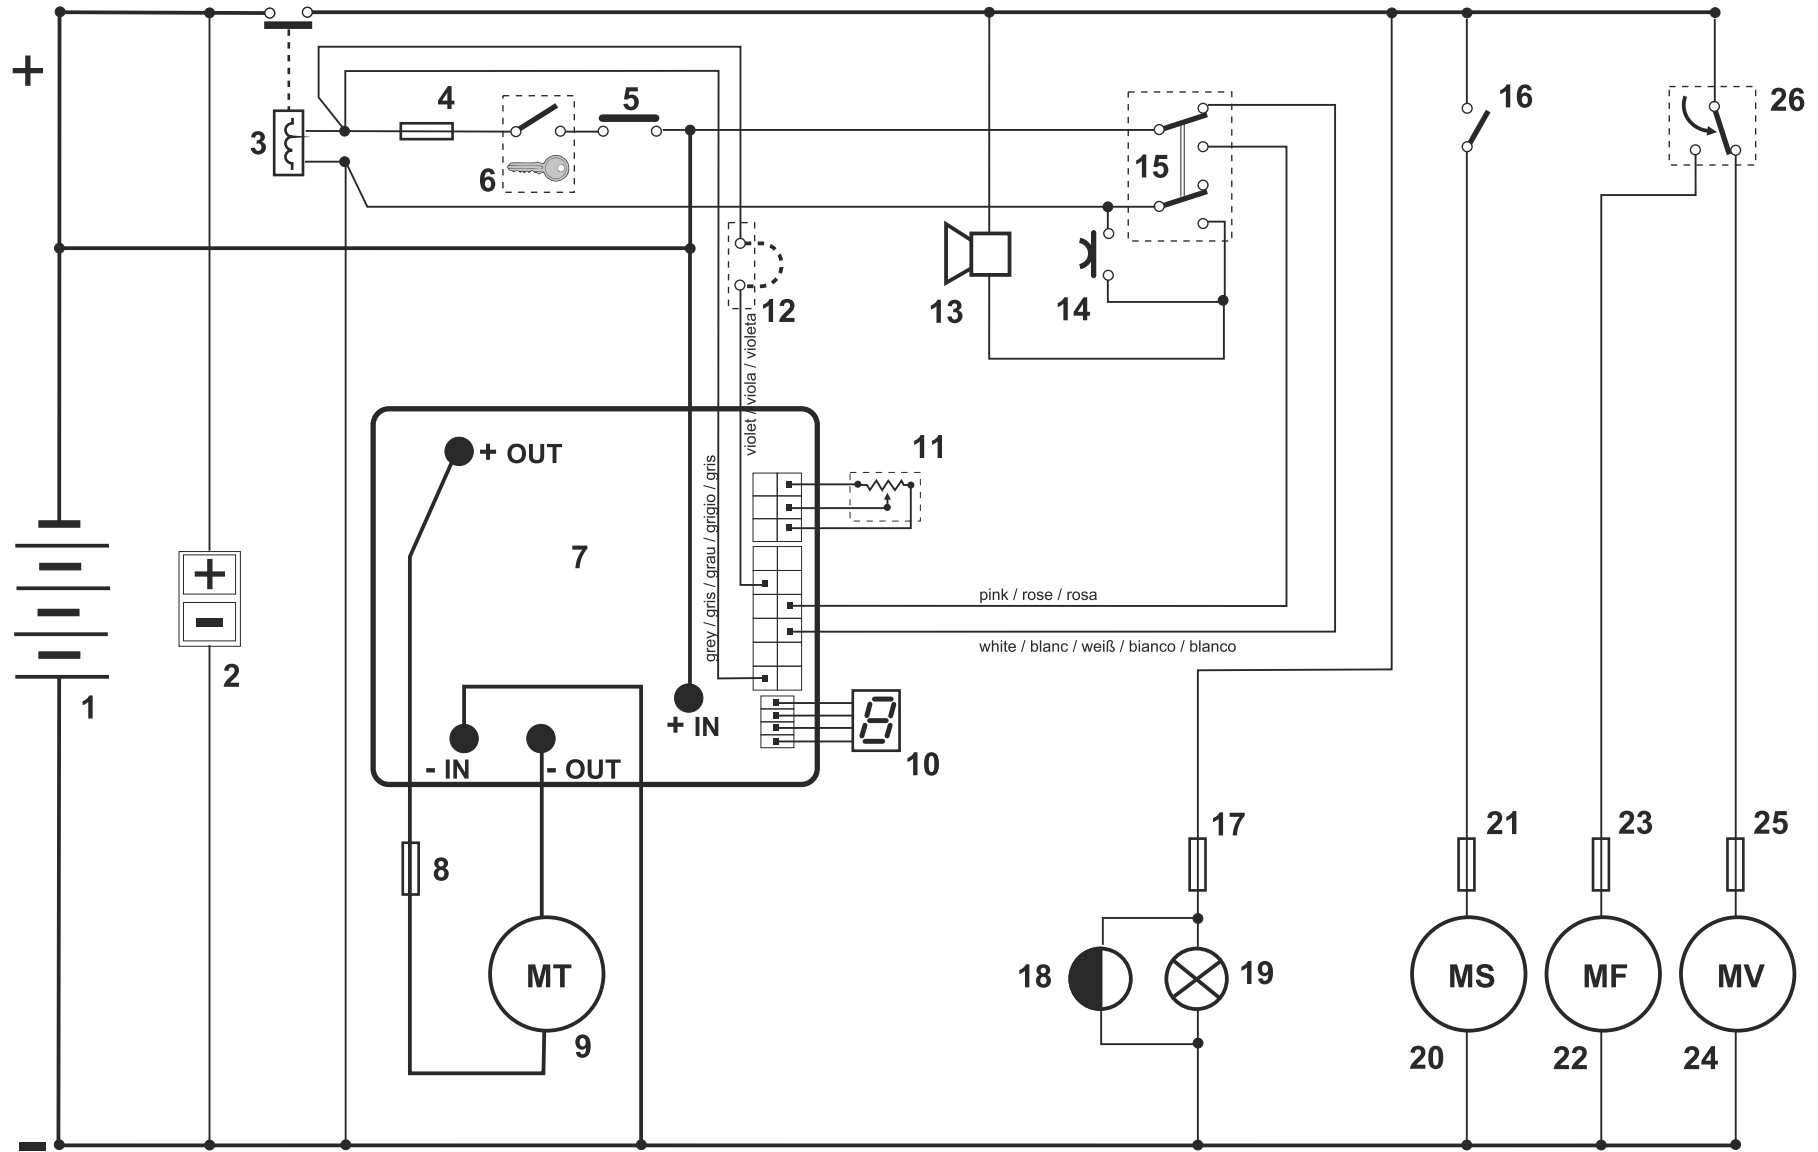 +
3
4
5
6
15
16
26
12
13
14
violet / viola / violeta
+ OUT
11
7
grey / gris / grau / grigio / gris
+
-
pink / rose / rosa
white / blanc / weiß / bianco / blanco
2
1
+ IN
- IN
- OUT
8
10
17
21
23
25
8
MT
18
19
MS
MF
MV
9
20
22
24
-